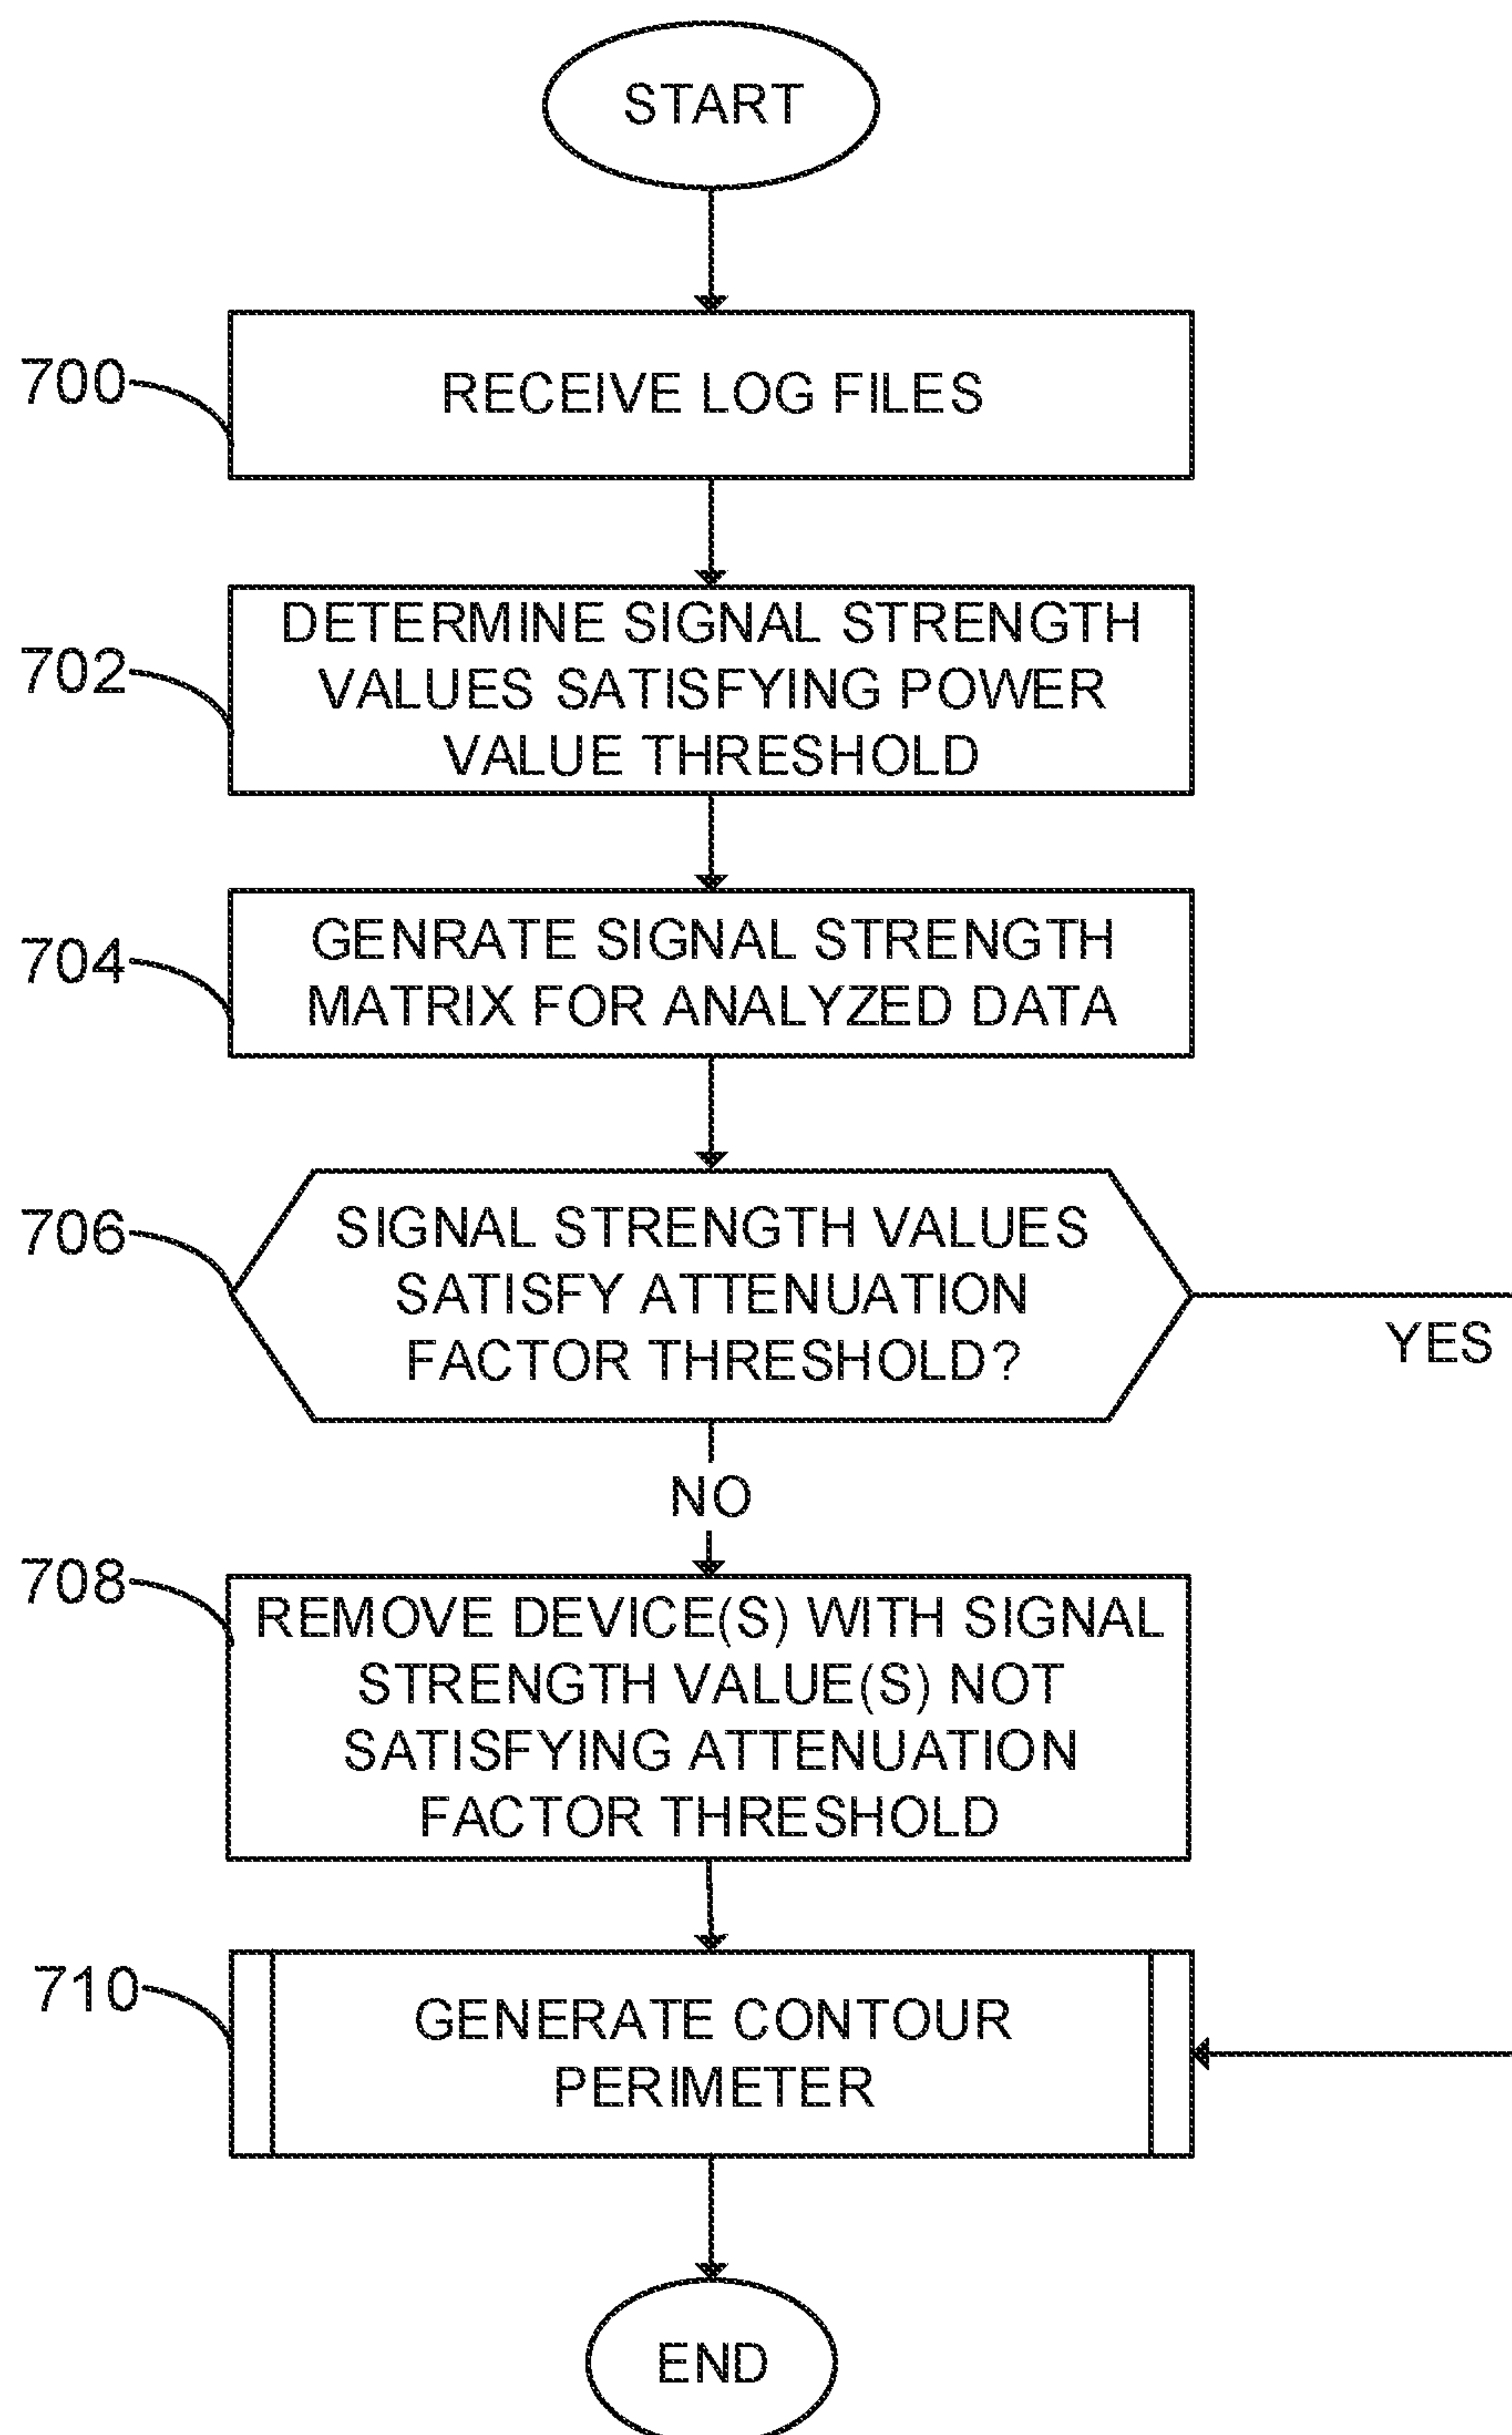 START
700
RECEIVE LOG FILES
702
DETERMINE SIGNAL STRENGTH
VALUES SATISFYING POWER
VALUE THRESHOLD
704
GENRATE SIGNAL STRENGTH
MATRIX FOR ANALYZED DATA
706
SIGNAL STRENGTH VALUES
SATISFY ATTENUATION
FACTOR THRESHOLD?
YES
NO
708
REMOVE DEVICE(S) WITH SIGNAL
STRENGTH VALUE(S) NOT
SATISFYING ATTENUATION
FACTOR THRESHOLD
710
GENERATE CONTOUR
PERIMETER
END